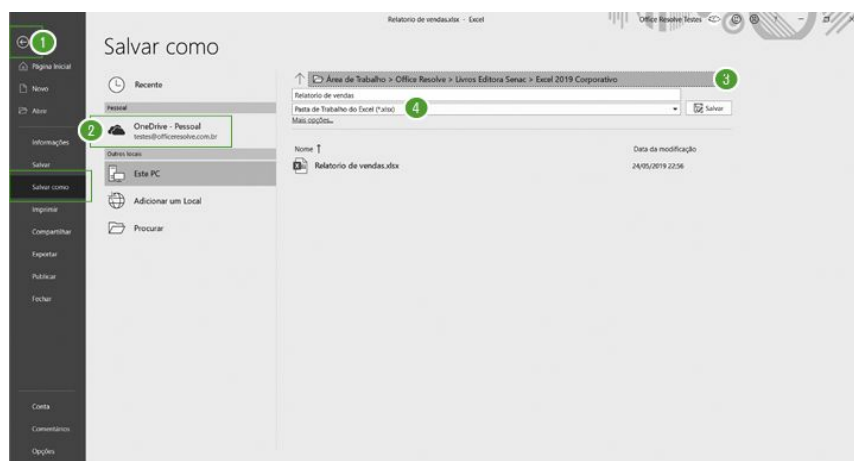 Relatorio de vendas.xlsx - Excel
Office Resolve Testes
1
Salvar como
Página Inicial
Novo
Abrir
Informações
Salvar
Salvar como
Imprimir
Compartilhar
Exportar
Publicar
Fechar
Conta
Comentários
Opções
Recente
Pessoal
2
OneDrive - Pessoal
testes@officeresolve.com.br
Outros locais
Este PC
Adicionar um Local
Procurar
Área de Trabalho > Office Resolve > Livros Editora Senac > Excel 2019 Corporativo
3
Relatorio de vendas
Pasta de Trabalho do Excel (*.xlsx)
4
Salvar
Mais opções...
Nome
Data da modificação
Relatorio de vendas.xlsx
24/05/2019 22:56